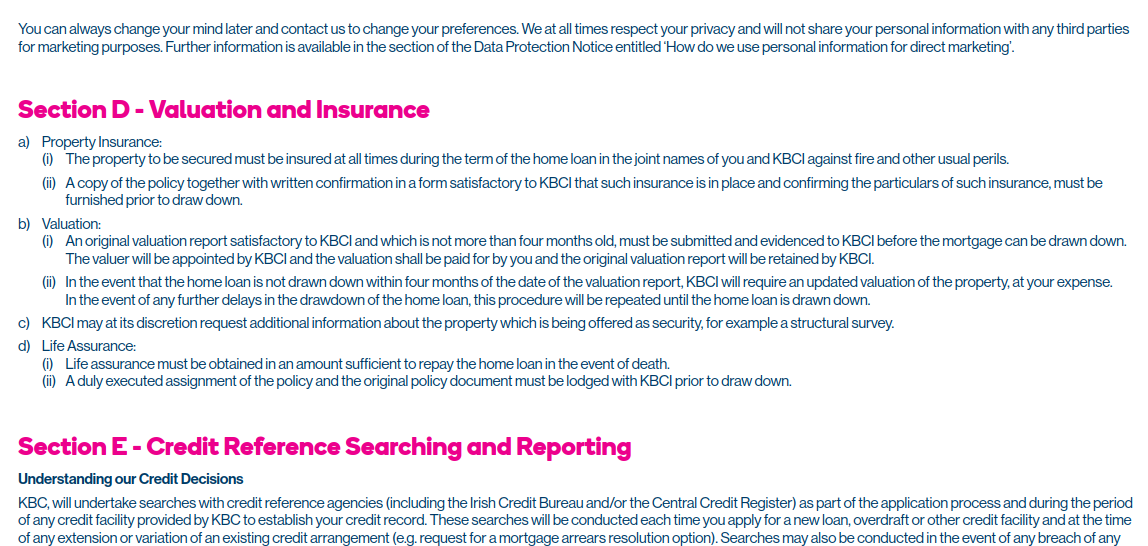 You can always change your mind later and contact us to change your preferences. We at all times respect your privacy and will not share your personal information with any third parties
for marketing purposes. Further information is available in the section of the Data Protection Notice entitled ‘How do we use personal information for direct marketing’.
Section D - Valuation and Insurance
a) Property Insurance:
(i) The property to be secured must be insured at all times during the term of the home loan in the joint names of you and KBCI against fire and other usual perils.
(ii) A copy of the policy together with written confirmation in a form satisfactory to KBCI that such insurance is in place and confirming the particulars of such insurance, must be
furnished prior to draw down.
b) Valuation:
(i) An original valuation report satisfactory to KBCI and which is not more than four months old, must be submitted and evidenced to KBCI before the mortgage can be drawn down.
The valuer will be appointed by KBCI and the valuation shall be paid for by you and the original valuation report will be retained by KBCI.
(ii) In the event that the home loan is not drawn down within four months of the date of the valuation report, KBCI will require an updated valuation of the property, at your expense.
In the event of any further delays in the drawdown of the home loan, this procedure will be repeated until the home loan is drawn down.
c) KBCI may at its discretion request additional information about the property which is being offered as security, for example a structural survey.
d) Life Assurance:
(i) Life assurance must be obtained in an amount sufficient to repay the home loan in the event of death.
(ii) A duly executed assignment of the policy and the original policy document must be lodged with KBCI prior to draw down.
Section E - Credit Reference Searching and Reporting
Understanding our Credit Decisions
KBC, will undertake searches with credit reference agencies (including the Irish Credit Bureau and/or the Central Credit Register) as part of the application process and during the period
of any credit facility provided by KBC to establish your credit record. These searches will be conducted each time you apply for a new loan, overdraft or other credit facility and at the time
of any extension or variation of an existing credit arrangement (e.g. request for a mortgage arrears resolution option). Searches may also be conducted in the event of any breach of any